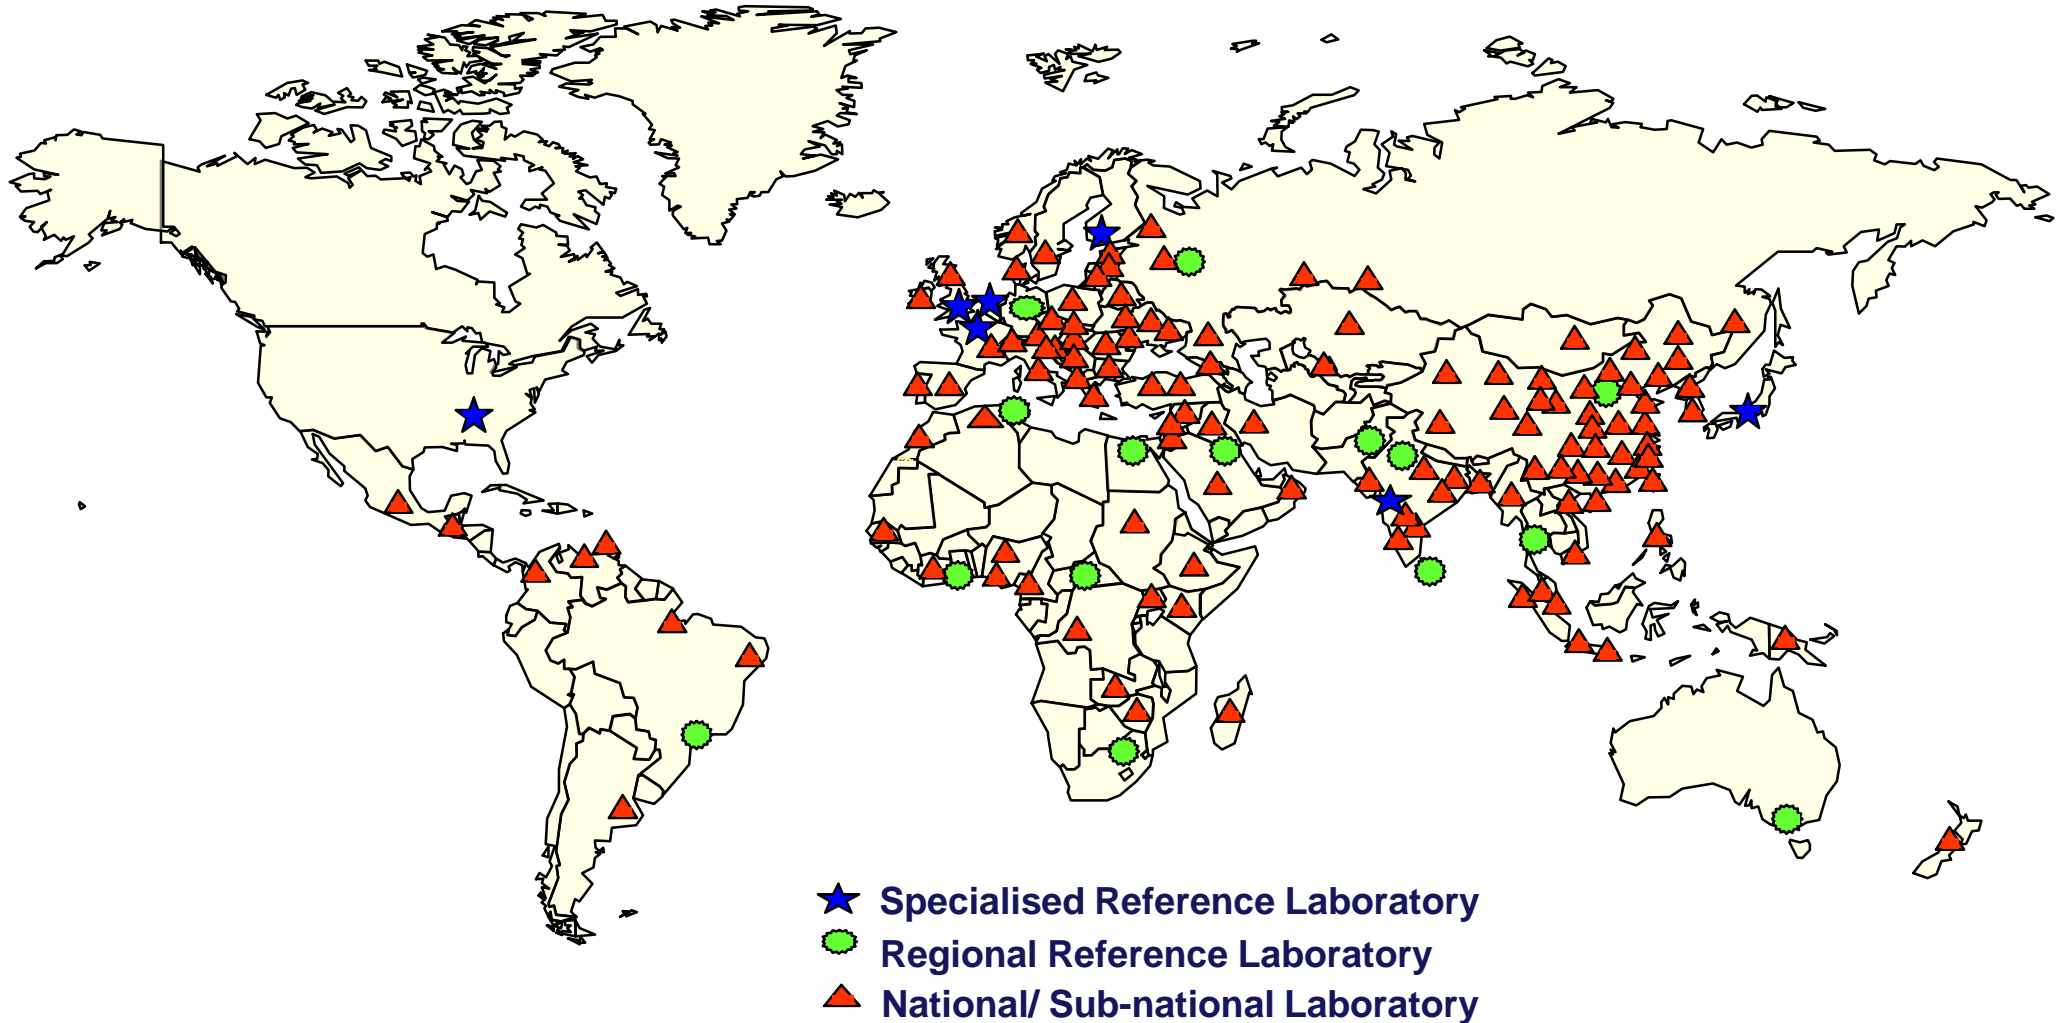 Specialised Reference Laboratory
Regional Reference Laboratory
National/ Sub-national Laboratory